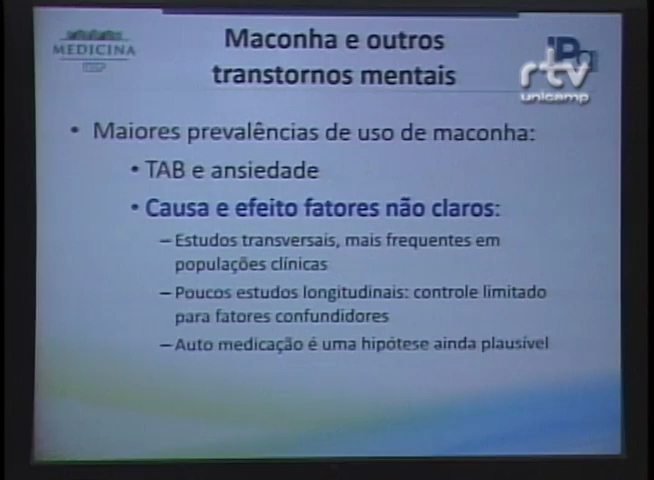 MEDICINA
USP
Maconha e outros
transtornos mentais
rtv
unicamp
• Maiores prevalências de uso de maconha:
• TAB e ansiedade
• Causa e efeito fatores não claros:
– Estudos transversais, mais frequentes em
populações clínicas
– Poucos estudos longitudinais: controle limitado
para fatores confundidores
– Auto medicação é uma hipótese ainda plausível